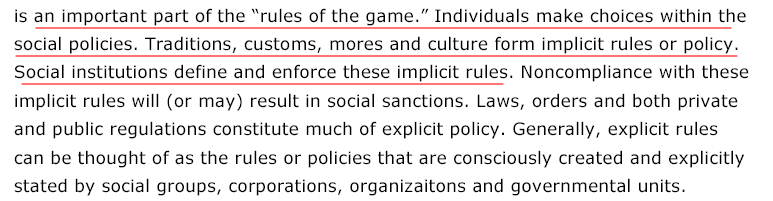 is an important part of the “rules of the game.” Individuals make choices within the
social policies. Traditions, customs, mores and culture form implicit rules or policy.
Social institutions define and enforce these implicit rules. Noncompliance with these
implicit rules will (or may) result in social sanctions. Laws, orders and both private
and public regulations constitute much of explicit policy. Generally, explicit rules
can be thought of as the rules or policies that are consciously created and explicitly
stated by social groups, corporations, organizaitons and governmental units.